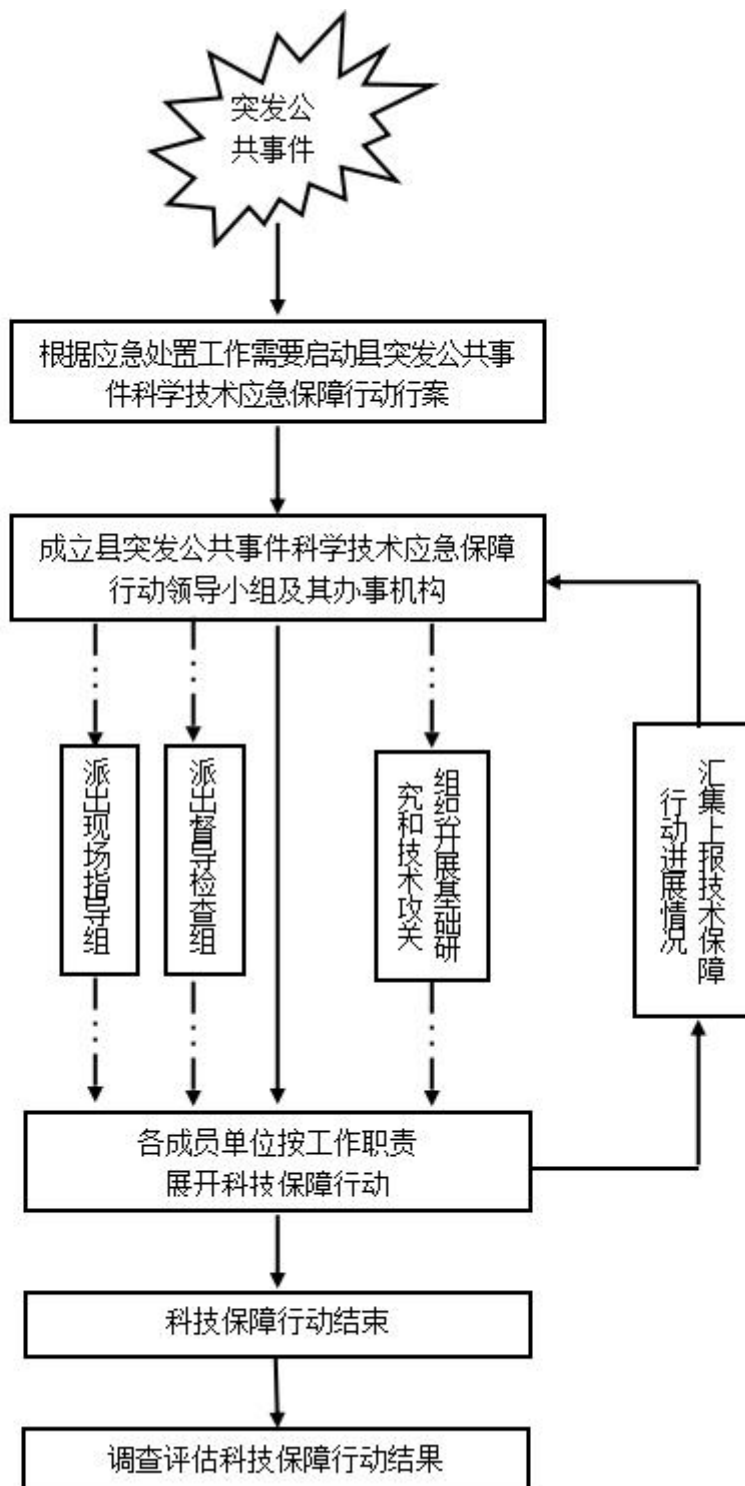 突发公
共事件
根据应急处置工作需要启动县突发公共事
件科学技术应急保障行动行案
成立县突发公共事件科学技术应急保障
行动领导小组及其办事机构
派出现场指导组
派出督导检查组
组织开展基础研
究和技术攻关
汇集上报技术保障
行动进展情况
各成员单位按工作职责
展开科技保障行动
科技保障行动结束
调查评估科技保障行动结果